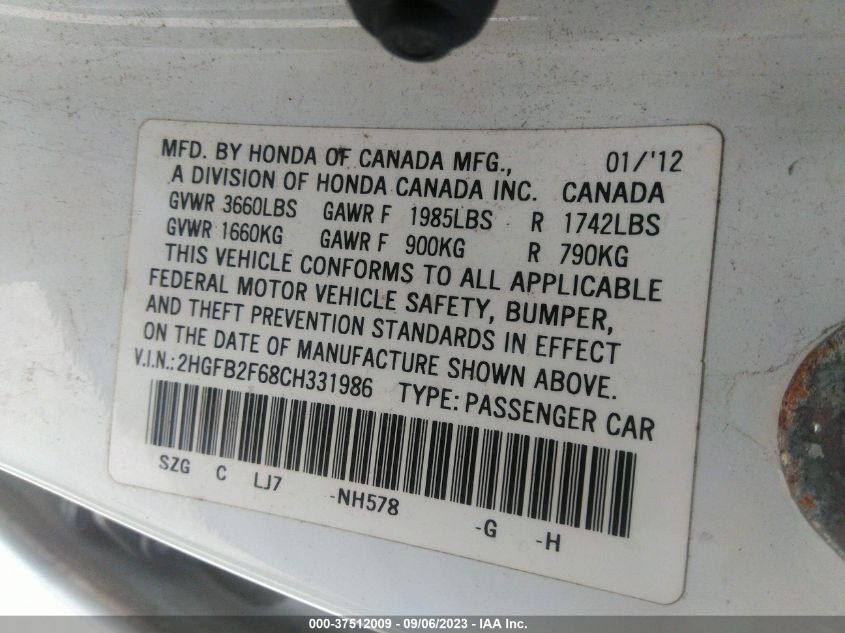 MFD. BY HONDA OF CANADA MFG., 01/'12
A DIVISION OF HONDA CANADA INC. CANADA
GVWR 3660LBS GAWR F 1985LBS R 1742LBS
GVWR 1660KG GAWR F 900KG R 790KG
THIS VEHICLE CONFORMS TO ALL APPLICABLE
FEDERAL MOTOR VEHICLE SAFETY, BUMPER,
AND THEFT PREVENTION STANDARDS IN EFFECT
ON THE DATE OF MANUFACTURE SHOWN ABOVE.
V.I.N.:2HGFB2F68CH331986 TYPE: PASSENGER CAR
SZG C LJ7 -NH578 -G -H
000-37512009 - 09/06/2023 - IAA Inc.